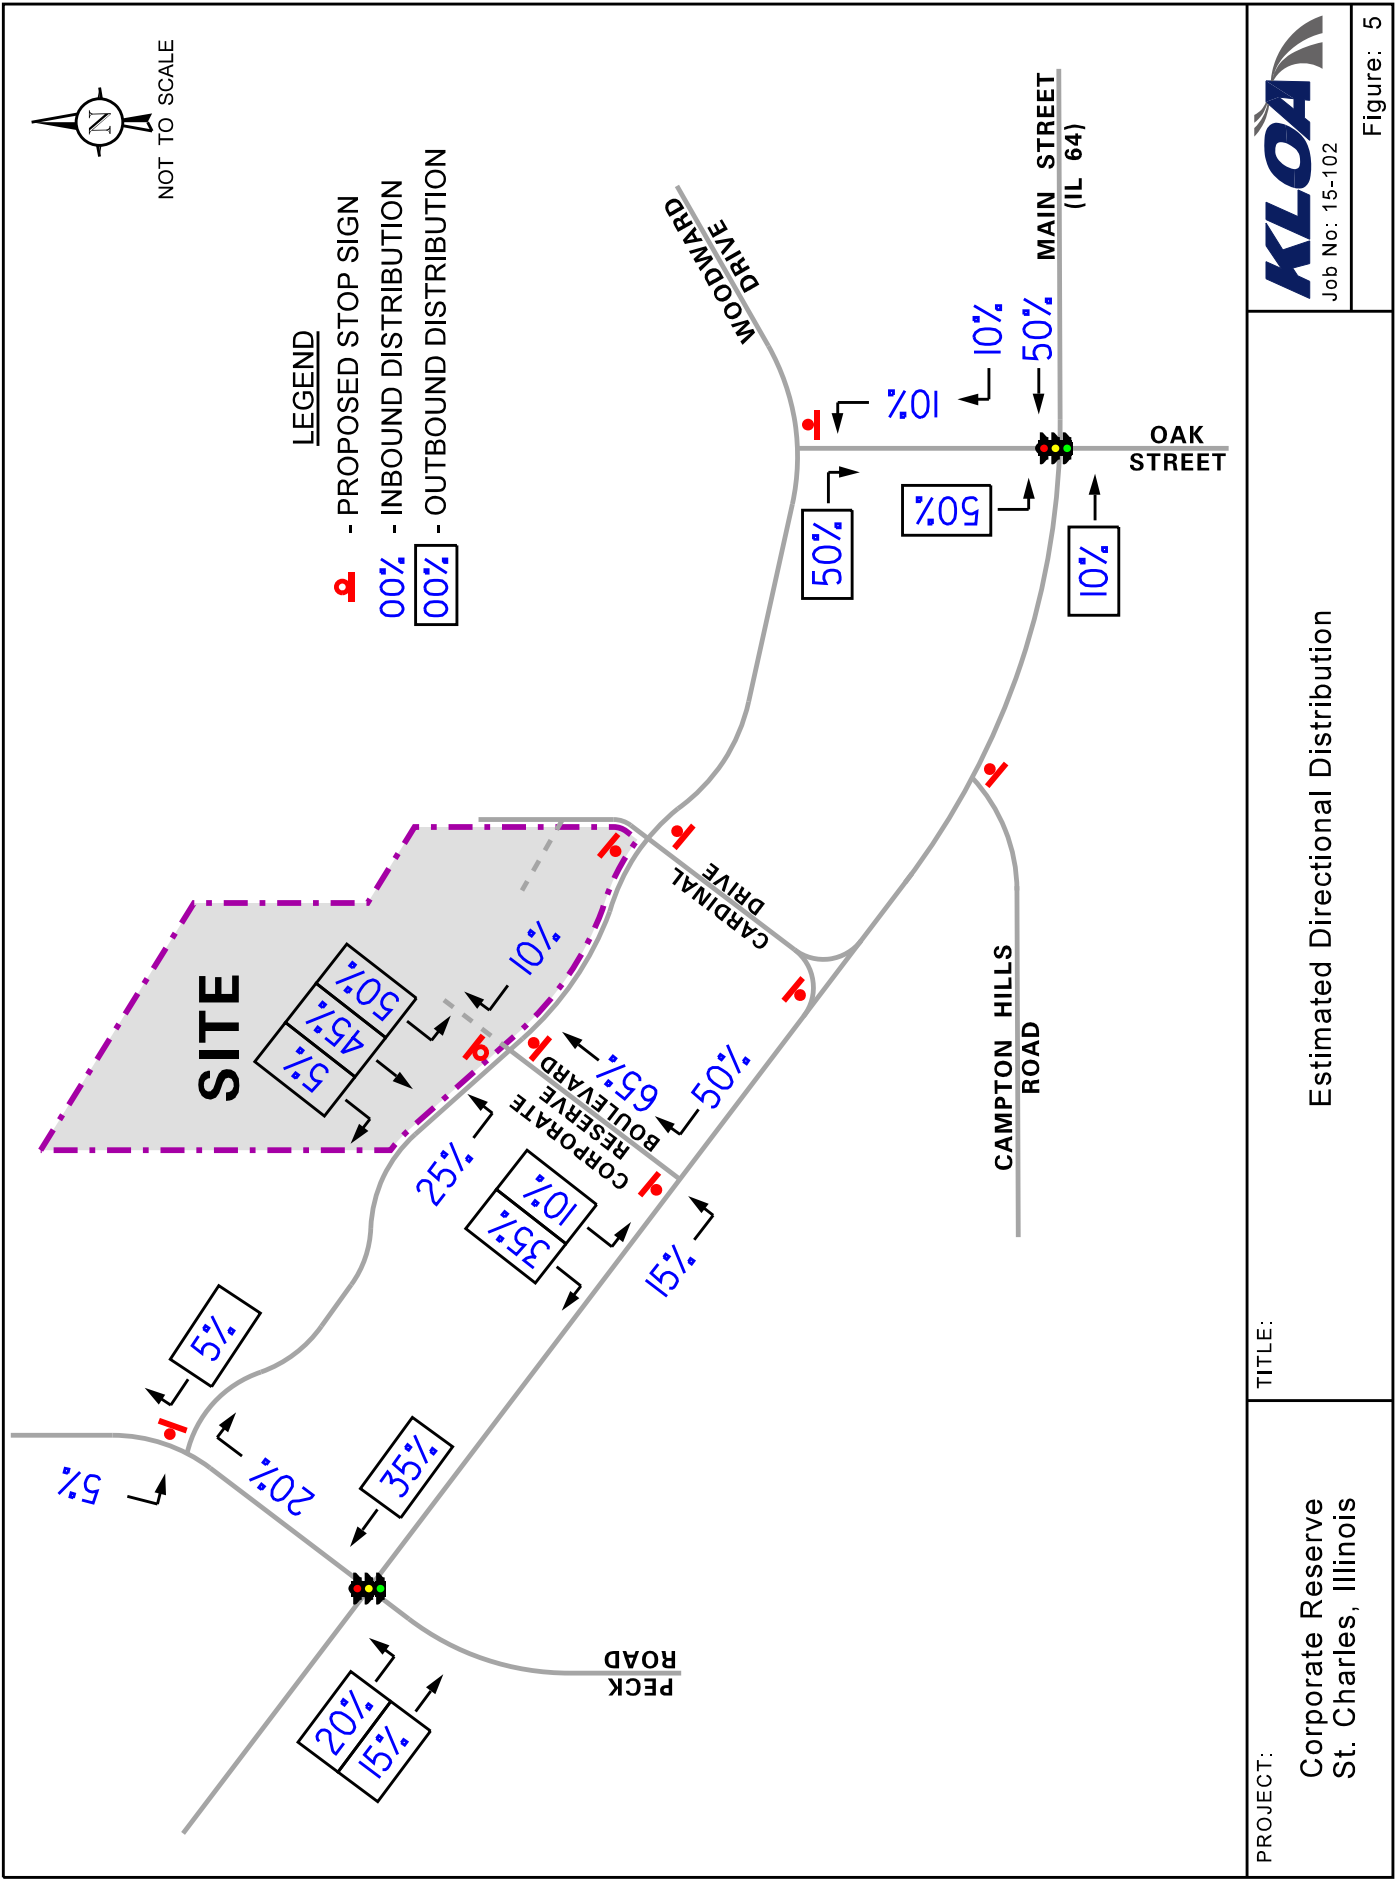 N
NOT TO SCALE
LEGEND
- PROPOSED STOP SIGN
00% - INBOUND DISTRIBUTION
00% - OUTBOUND DISTRIBUTION
SITE
5%
45%
50%
10%
25%
65%
50%
15%
35%
10%
CORPORATE
RESERVE
BOULEVARD
CARDINAL
DRIVE
WOODWARD
DRIVE
5%
5%
20%
35%
20%
15%
PECK
ROAD
CAMPTON HILLS
ROAD
50%
10%
50%
10%
10%
50%
MAIN STREET
(IL 64)
OAK
STREET
PROJECT:
Corporate Reserve
St. Charles, Illinois
TITLE:
Estimated Directional Distribution
KLOA
Job No: 15-102
Figure: 5